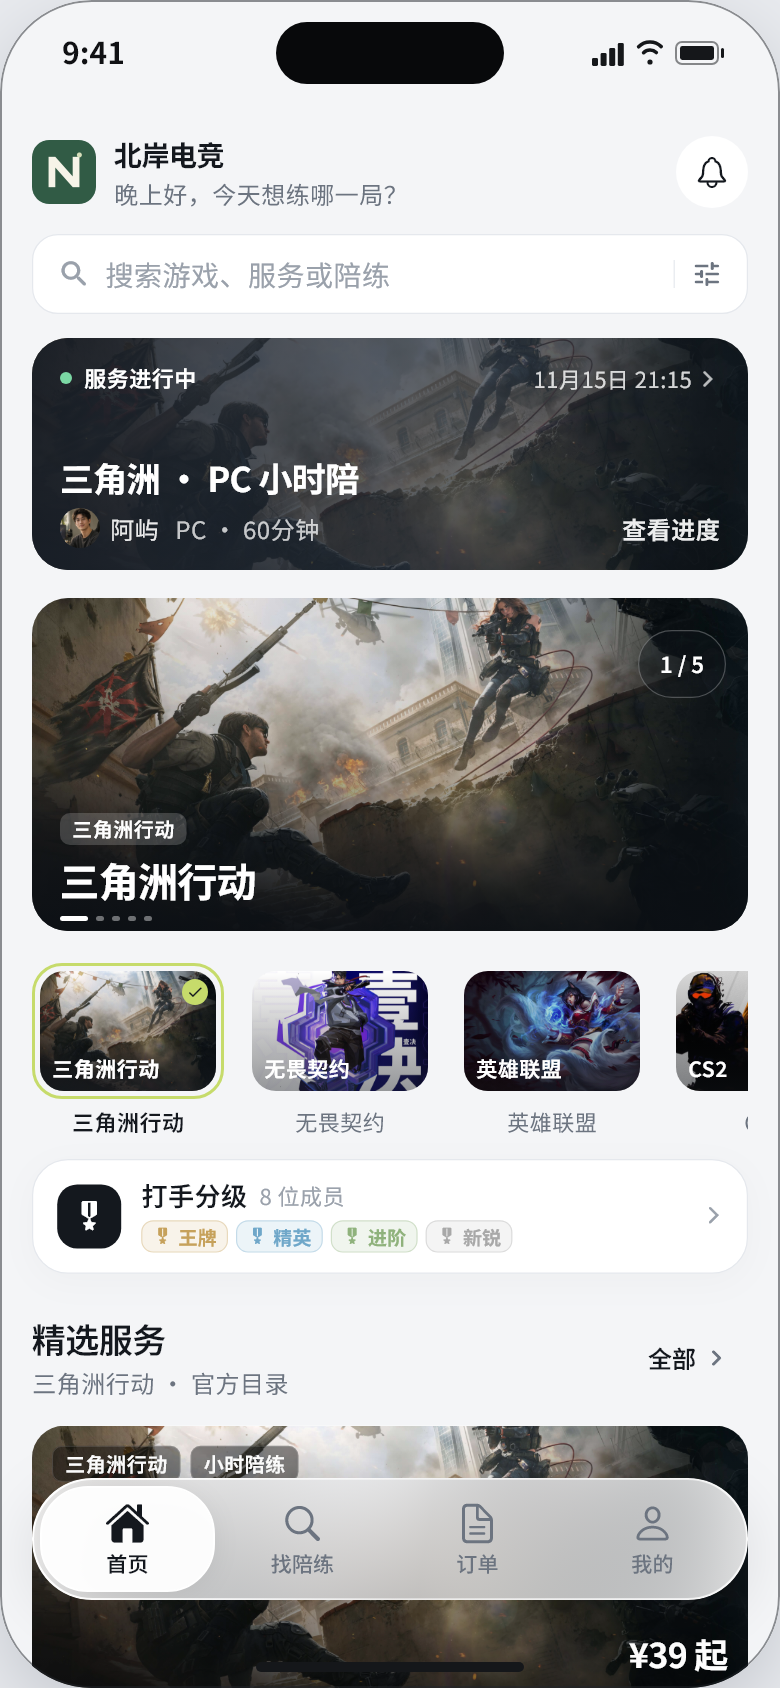 9:41
N
北岸电竞
晚上好，今天想练哪一局？
搜索游戏、服务或陪练
服务进行中
11月15日 21:15
三角洲 · PC 小时陪
阿屿 PC · 60分钟
查看进度
1 / 5
三角洲行动
三角洲行动
三角洲行动
壹决
无畏契约
英雄联盟
CS2
三角洲行动
无畏契约
英雄联盟
打手分级 8 位成员
王牌 精英 进阶 新锐
精选服务
全部
三角洲行动 · 官方目录
三角洲行动 小时陪练
首页
找陪练
订单
我的
¥39 起